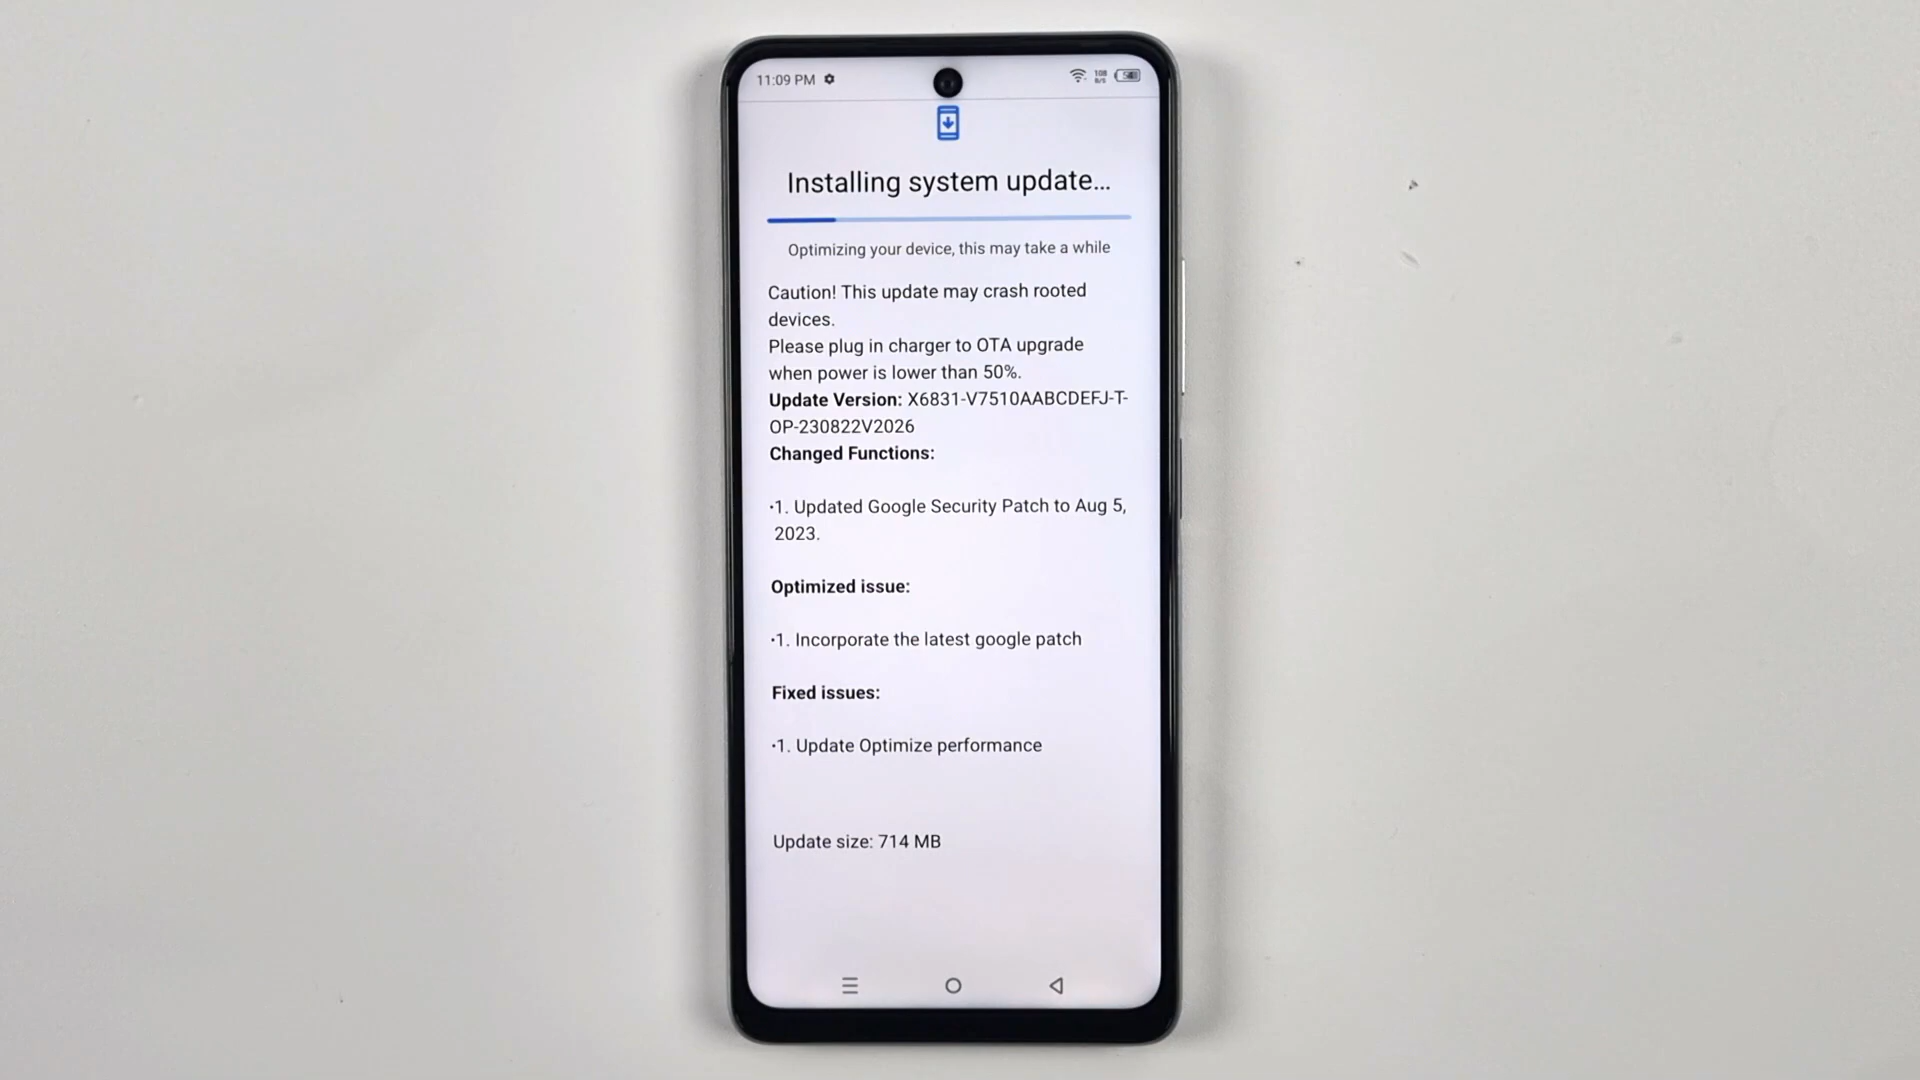 11:09 PM
108
B/S
Installing system update...
Optimizing your device, this may take a while
Caution! This update may crash rooted
devices.
Please plug in charger to OTA upgrade
when power is lower than 50%.
Update Version: X6831-V7510AABCDEFJ-T-
OP-230822V2026
Changed Functions:
·1. Updated Google Security Patch to Aug 5,
2023.
Optimized issue:
·1. Incorporate the latest google patch
Fixed issues:
·1. Update Optimize performance
Update size: 714 MB